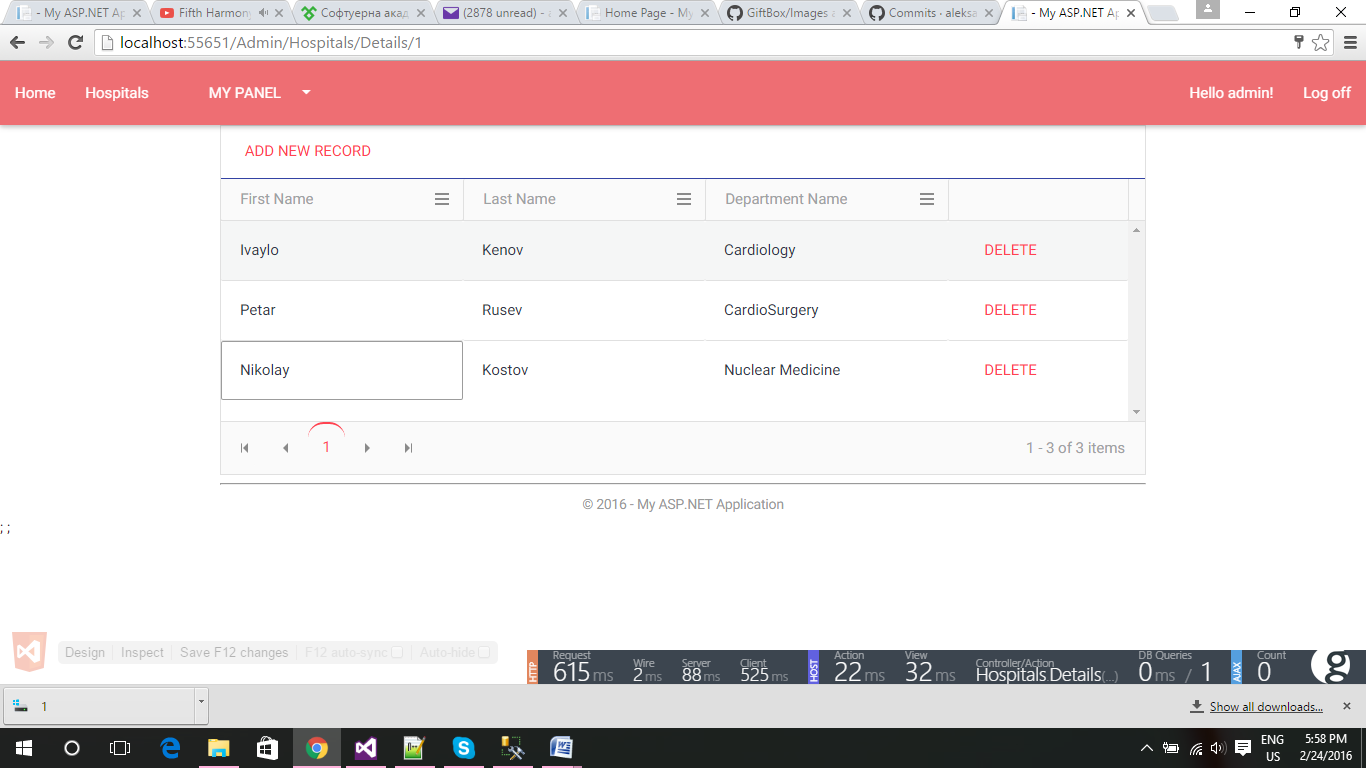 - My ASP.NET Ap
Fifth Harmon
Софтуерна акад
(2878 unread) - a
Home Page - My
GiftBox/Images a
Commits · aleksa
- My ASP.NET Ap
localhost:55651/Admin/Hospitals/Details/1
Home Hospitals MY PANEL Hello admin! Log off
ADD NEW RECORD
First Name Last Name Department Name
Ivaylo Kenov Cardiology DELETE
Petar Rusev CardioSurgery DELETE
Nikolay Kostov Nuclear Medicine DELETE
1 1 - 3 of 3 items
© 2016 - My ASP.NET Application
; ;
Design Inspect Save F12 changes F12 auto-sync Auto-hide
HTTP
Request
615 ms
Wire
2 ms
Server
88 ms
Client
525 ms
HOST
Action
22 ms
View
32 ms
Controller/Action
Hospitals Details(...)
DB Queries
0 ms / 1
AJAX
Count
0
g
1 Show all downloads...
ENG 5:58 PM
US 2/24/2016